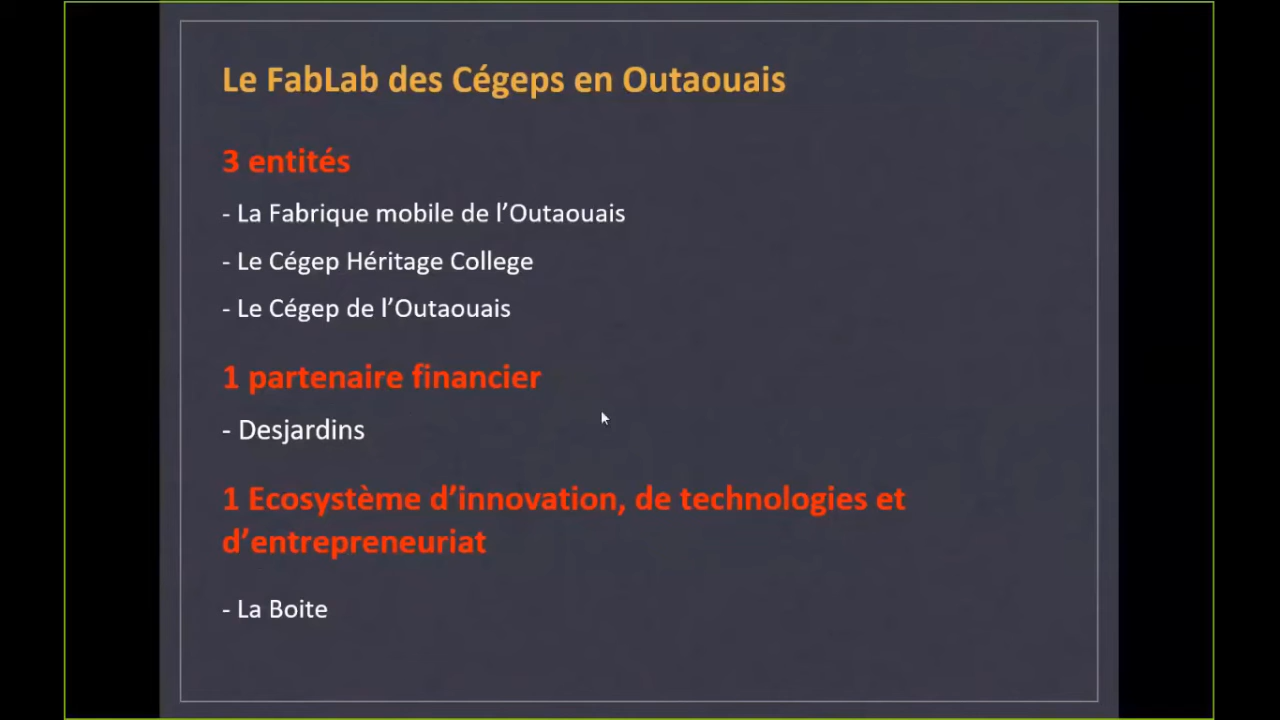 Le FabLab des Cégeps en Outaouais
3 entités
- La Fabrique mobile de l’Outaouais
- Le Cégep Héritage College
- Le Cégep de l’Outaouais
1 partenaire financier
- Desjardins
1 Ecosystème d’innovation, de technologies et
d’entrepreneuriat
- La Boite